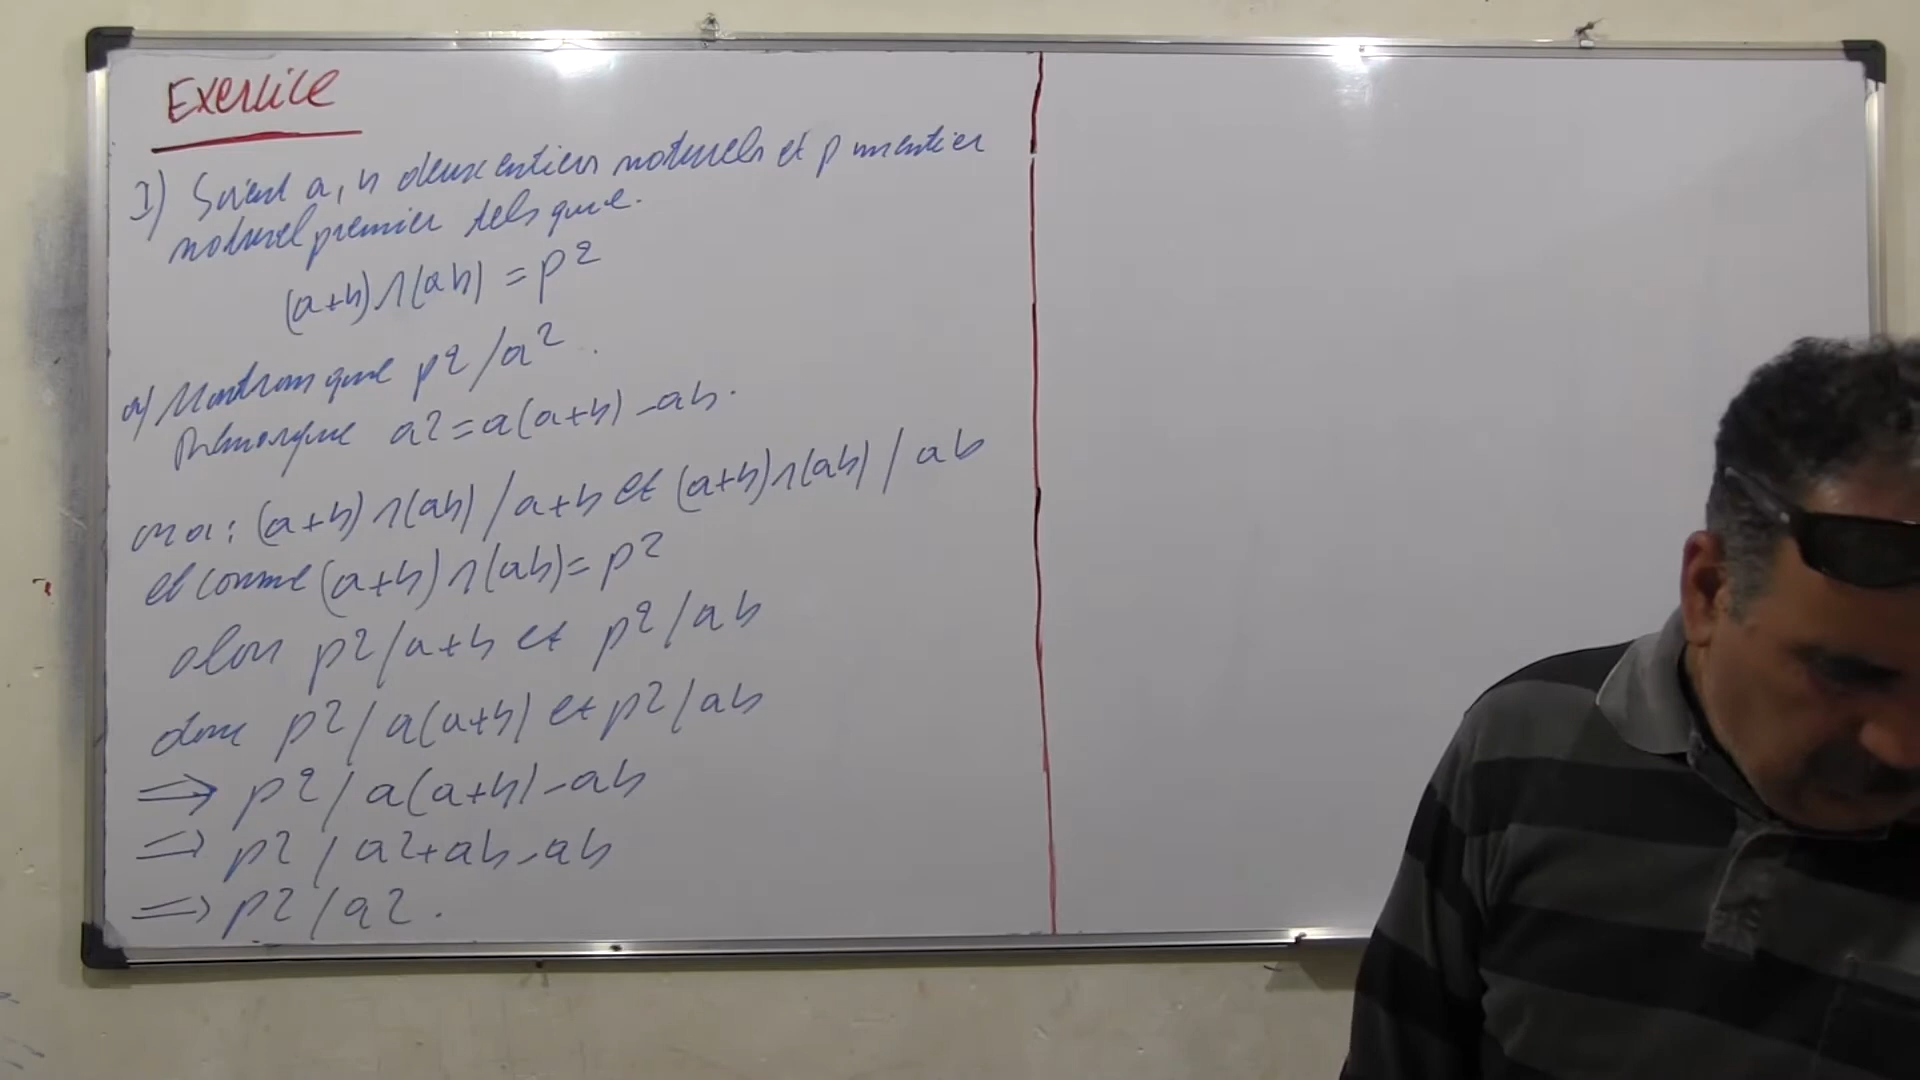 Exercice
I) Soient a, b deux entiers naturels et p un entier
naturel premier tels que.
(a+b)∧(ab) = p²
a) Montrons que p²/a².
Remarque a²=a(a+b)-ab.
on a: (a+b)∧(ab)/a+b et (a+b)∧(ab)/ab
et comme (a+b)∧(ab)=p²
alors p²/a+b et p²/ab
donc p²/a(a+b) et p²/ab
⇒ p²/a(a+b)-ab
⇒ p²/a²+ab-ab
⇒ p²/a².